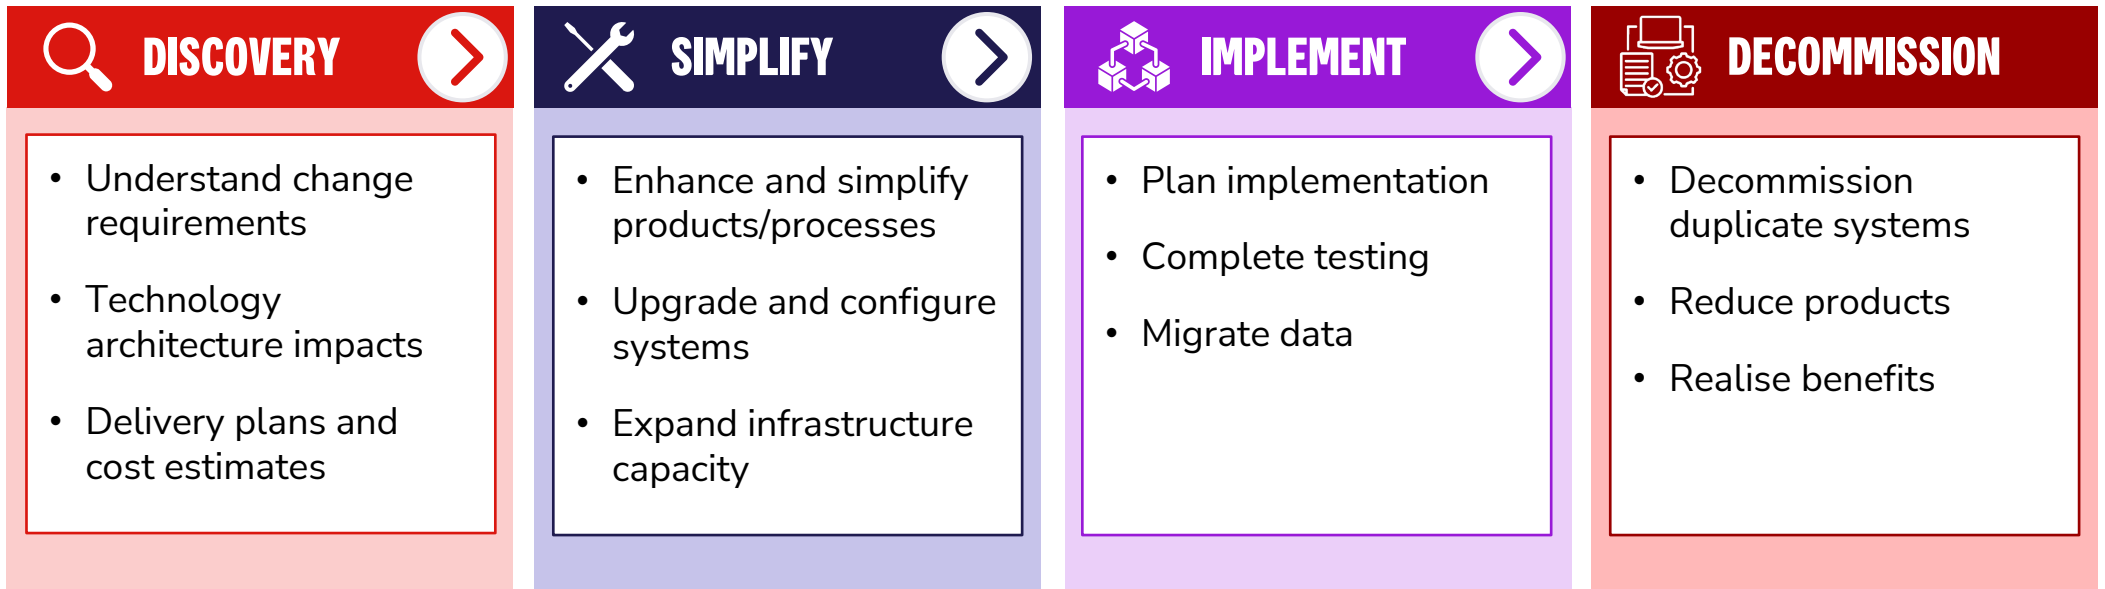 DISCOVERY
• Understand change
requirements
• Technology
architecture impacts
• Delivery plans and
cost estimates
SIMPLIFY
• Enhance and simplify
products/processes
• Upgrade and configure
systems
• Expand infrastructure
capacity
IMPLEMENT
• Plan implementation
• Complete testing
• Migrate data
DECOMMISSION
• Decommission
duplicate systems
• Reduce products
• Realise benefits